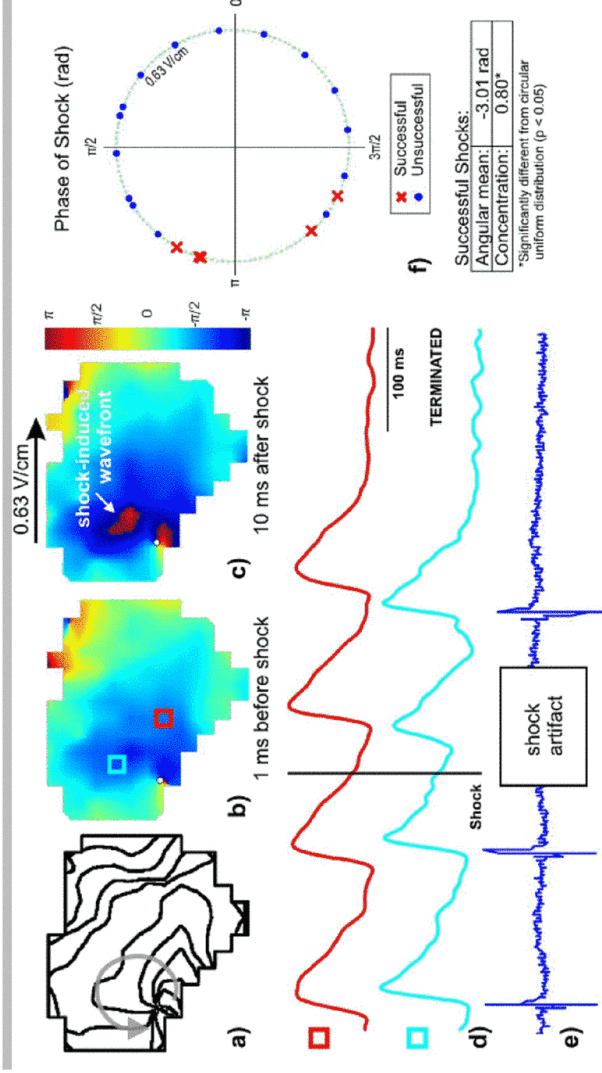 a)
b)
1 ms before shock
0.63 V/cm
shock-induced
wavefront
c)
10 ms after shock
π
π/2
0
-π/2
-π
d)
Shock
100 ms
TERMINATED
e)
shock
artifact
Phase of Shock (rad)
π/2
0.63 V/cm
0
π
3π/2
f)
Successful
Unsuccessful
Successful Shocks:
Angular mean: -3.01 rad
Concentration: 0.80*
*Significantly different from circular
uniform distribution (p < 0.05)